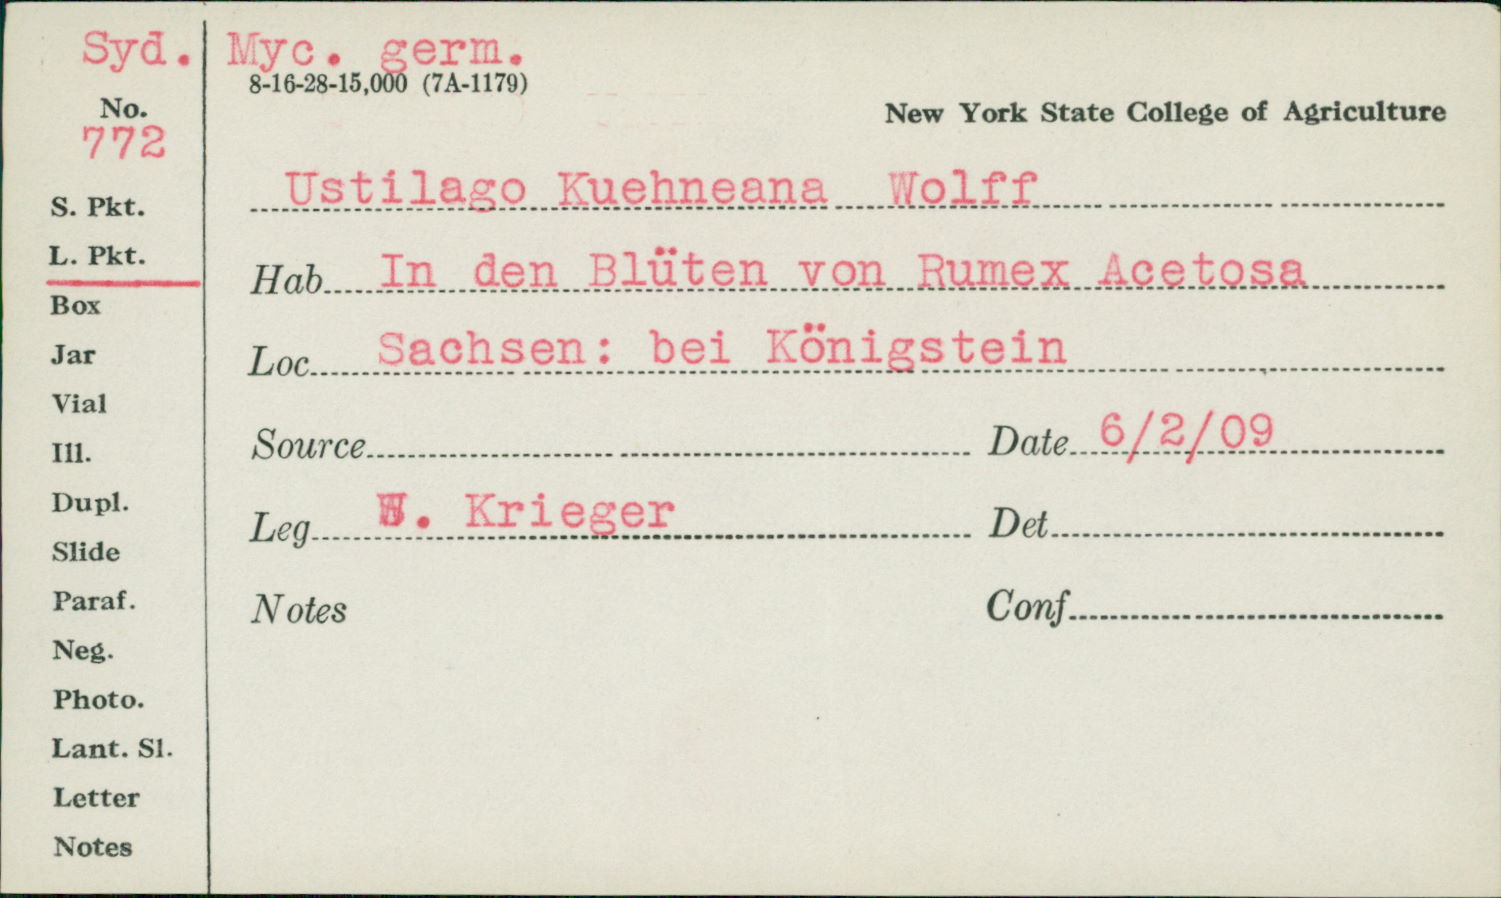 Syd. Myc. germ.
8-16-28-15,000 (7A-1179)
No.
772
New York State College of Agriculture
Ustilago Kuehneana Wolff
S. Pkt.
L. Pkt.
Hab. In den Blüten von Rumex Acetosa
Box
Jar
Loc. Sachsen: bei Königstein
Vial
Ill.
Source Date 6/2/09
Dupl.
Leg. W. Krieger Det.
Slide
Paraf.
Notes Conf.
Neg.
Photo.
Lant. Sl.
Letter
Notes